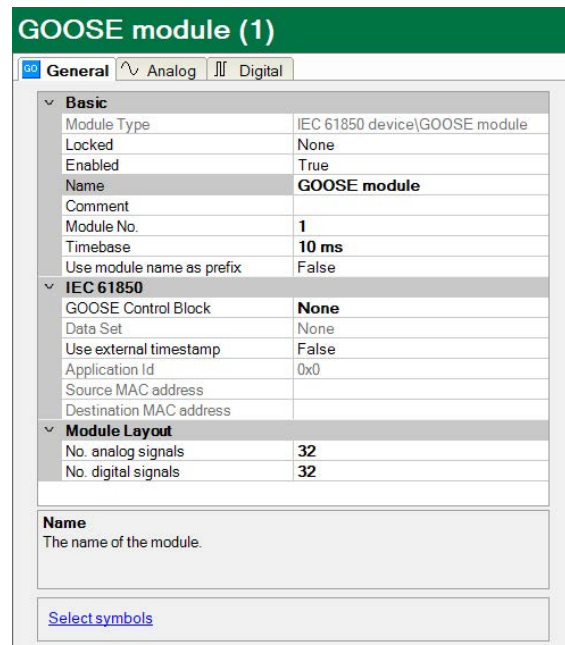 GOOSE module (1)
GO General Analog Digital
Basic
Module Type IEC 61850 device\GOOSE module
Locked None
Enabled True
Name GOOSE module
Comment
Module No. 1
Timebase 10 ms
Use module name as prefix False
IEC 61850
GOOSE Control Block None
Data Set None
Use external timestamp False
Application Id 0x0
Source MAC address
Destination MAC address
Module Layout
No. analog signals 32
No. digital signals 32
Name
The name of the module.
Select symbols